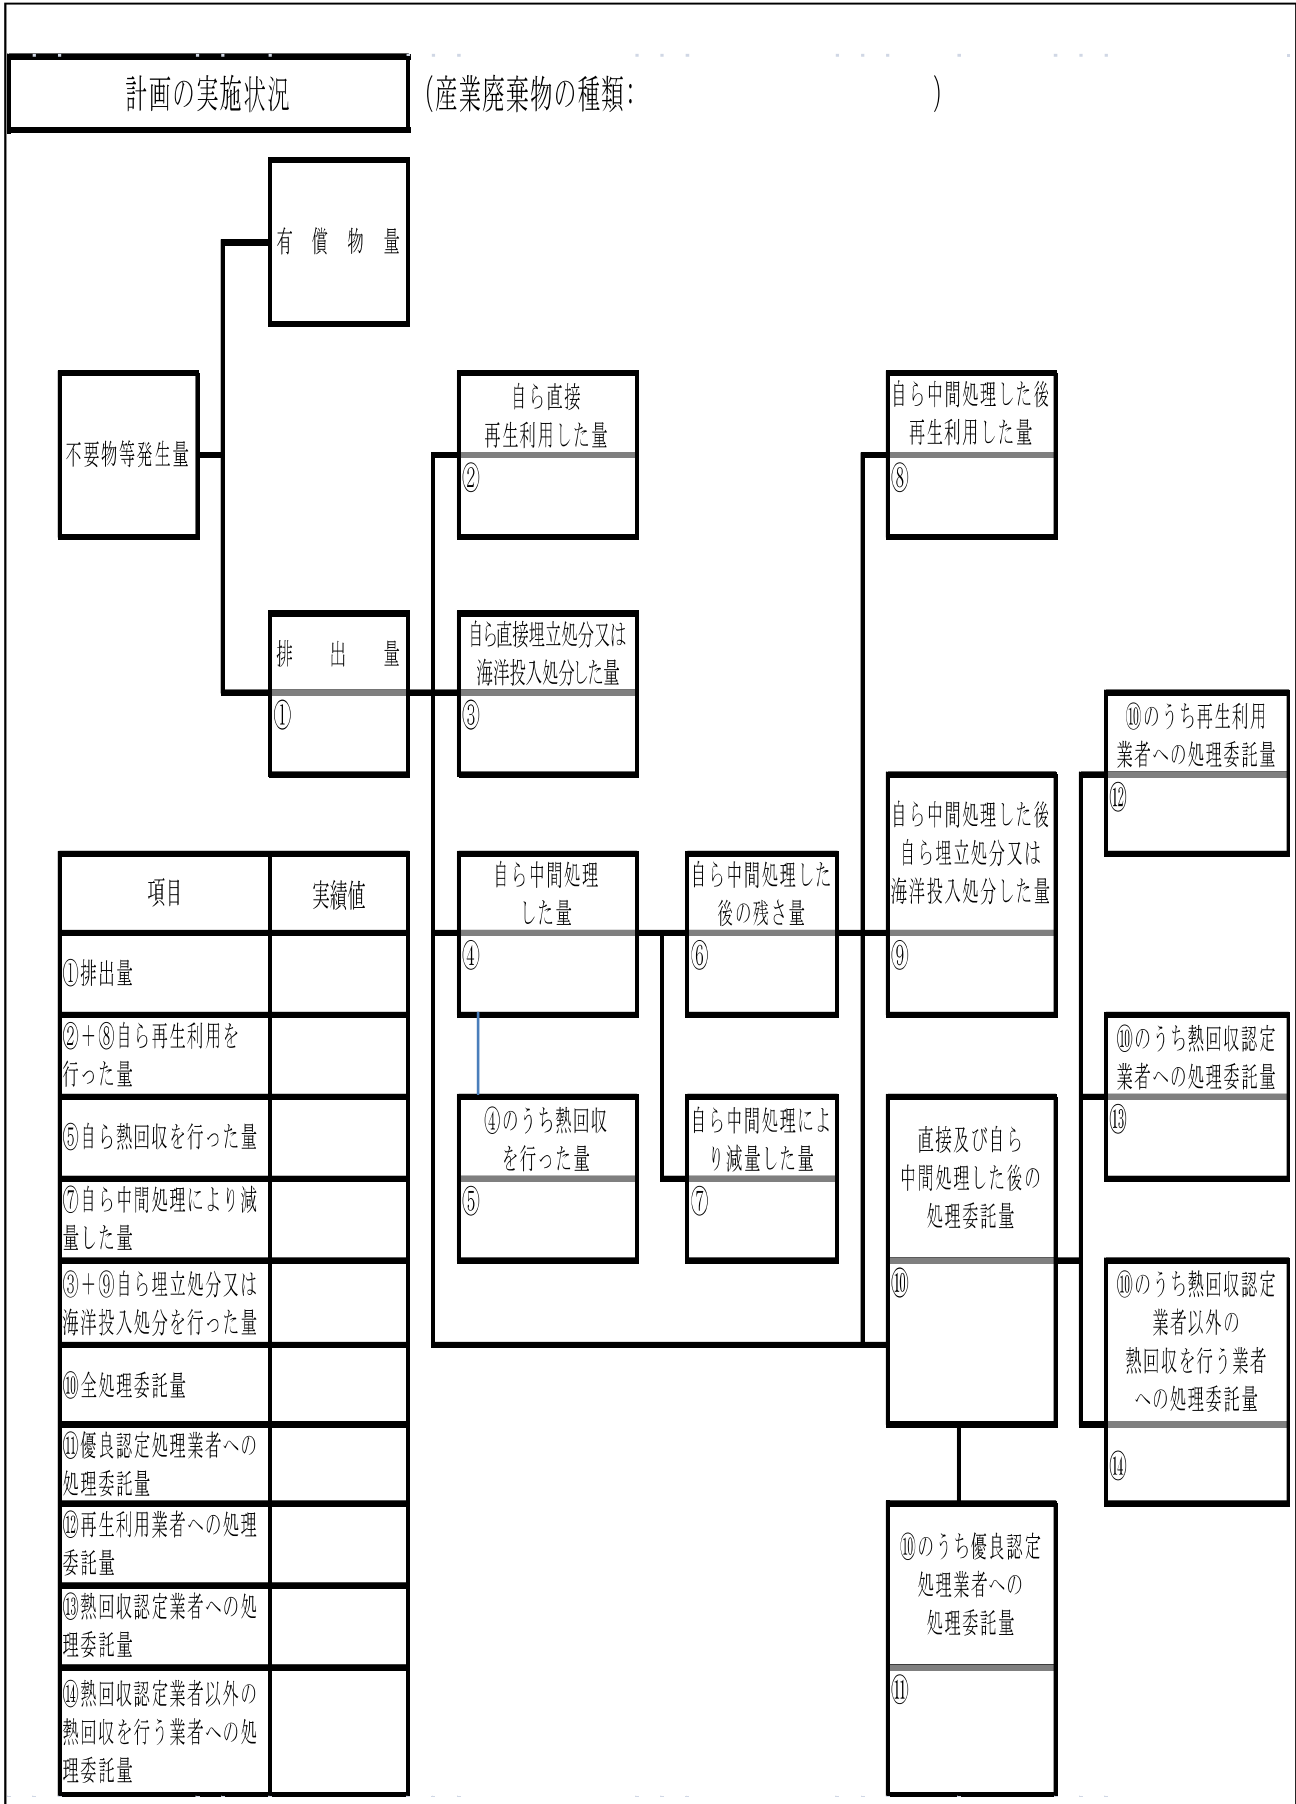 計画の実施状況
(産業廃棄物の種類： )
有償物量
不要物等発生量
排出量
①
自ら直接
再生利用した量
②
自ら直接埋立処分又は
海洋投入処分した量
③
自ら中間処理
した量
④
④のうち熱回収
を行った量
⑤
自ら中間処理した
後の残さ量
⑥
自ら中間処理によ
り減量した量
⑦
自ら中間処理した後
再生利用した量
⑧
自ら中間処理した後
自ら埋立処分又は
海洋投入処分した量
⑨
直接及び自ら
中間処理した後の
処理委託量
⑩
⑩のうち優良認定
処理業者への
処理委託量
⑪
⑩のうち再生利用
業者への処理委託量
⑫
⑩のうち熱回収認定
業者への処理委託量
⑬
⑩のうち熱回収認定
業者以外の
熱回収を行う業者
への処理委託量
⑭
項目 実績値
①排出量
②＋⑧自ら再生利用を
行った量
⑤自ら熱回収を行った量
⑦自ら中間処理により減
量した量
③＋⑨自ら埋立処分又は
海洋投入処分を行った量
⑩全処理委託量
⑪優良認定処理業者への
処理委託量
⑫再生利用業者への処理
委託量
⑬熱回収認定業者への処
理委託量
⑭熱回収認定業者以外の
熱回収を行う業者への処
理委託量